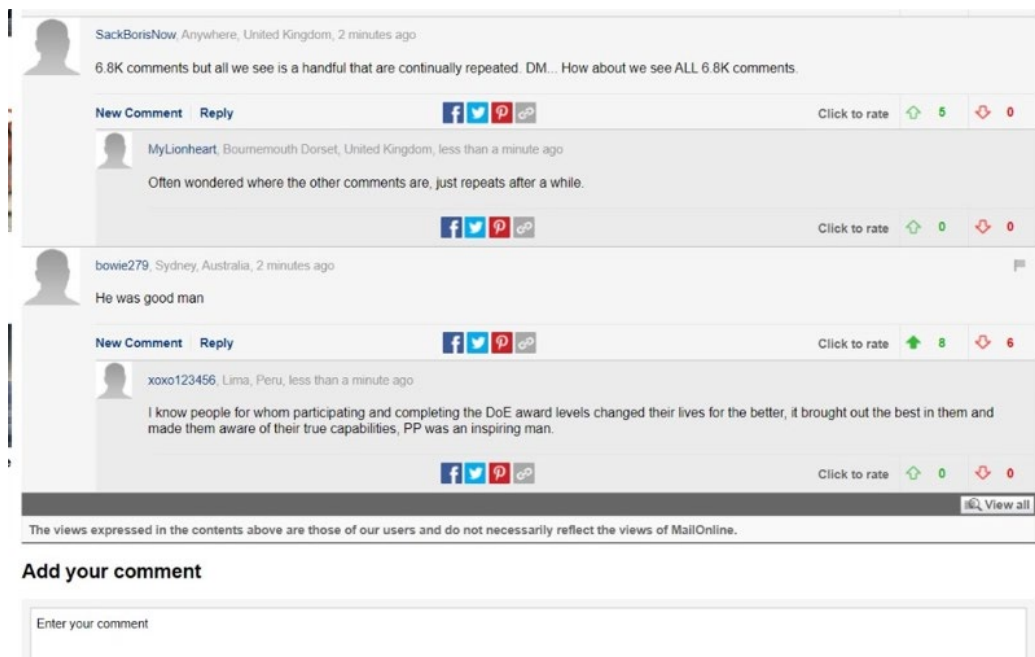 SackBorisNow, Anywhere, United Kingdom, 2 minutes ago
6.8K comments but all we see is a handful that are continually repeated. DM... How about we see ALL 6.8K comments.
New Comment Reply Click to rate 5 0
MyLionheart, Bournemouth Dorset, United Kingdom, less than a minute ago
Often wondered where the other comments are, just repeats after a while.
Click to rate 0 0
bowie279, Sydney, Australia, 2 minutes ago
He was good man
New Comment Reply Click to rate 8 6
xoxo123456, Lima, Peru, less than a minute ago
I know people for whom participating and completing the DoE award levels changed their lives for the better, it brought out the best in them and
made them aware of their true capabilities, PP was an inspiring man.
Click to rate 0 0
View all
The views expressed in the contents above are those of our users and do not necessarily reflect the views of MailOnline.
Add your comment
Enter your comment